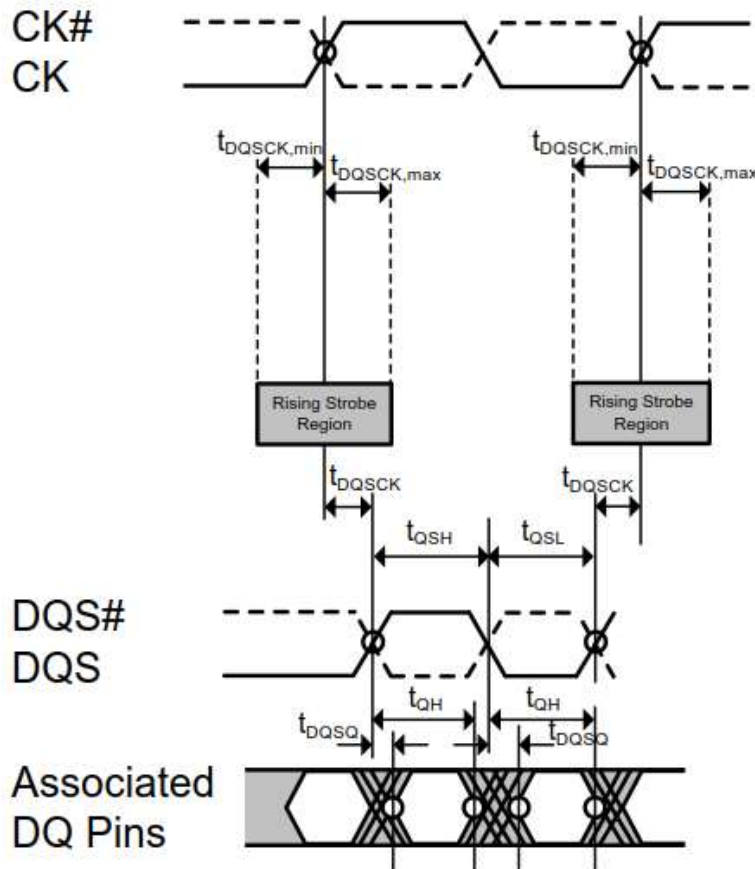 CK#
CK
tDQSCK,min
tDQSCK,max
tDQSCK,min
tDQSCK,max
Rising Strobe
Region
Rising Strobe
Region
tDQSCK
tDQSCK
tQSH
tQSL
DQS#
DQS
tQH
tQH
tDQSQ
tDQSQ
Associated
DQ Pins